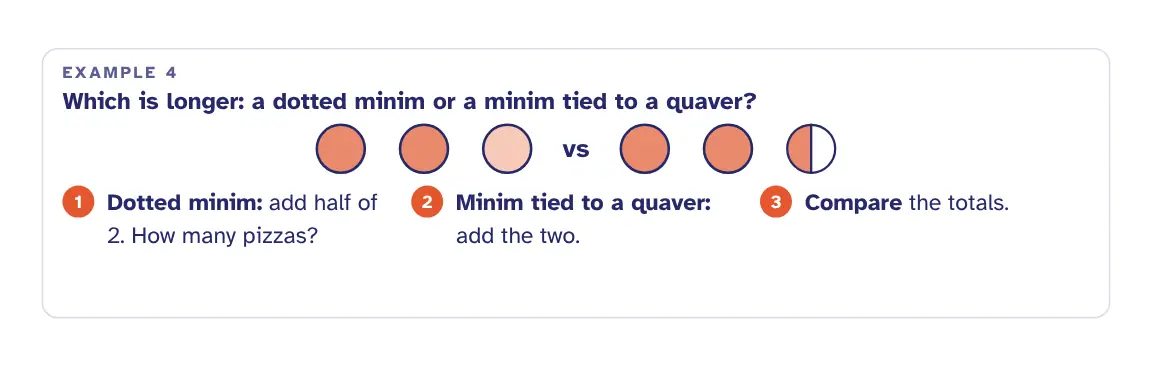 EXAMPLE 4
Which is longer: a dotted minim or a minim tied to a quaver?
vs
1 Dotted minim: add half of
2. How many pizzas?
2 Minim tied to a quaver:
add the two.
3 Compare the totals.